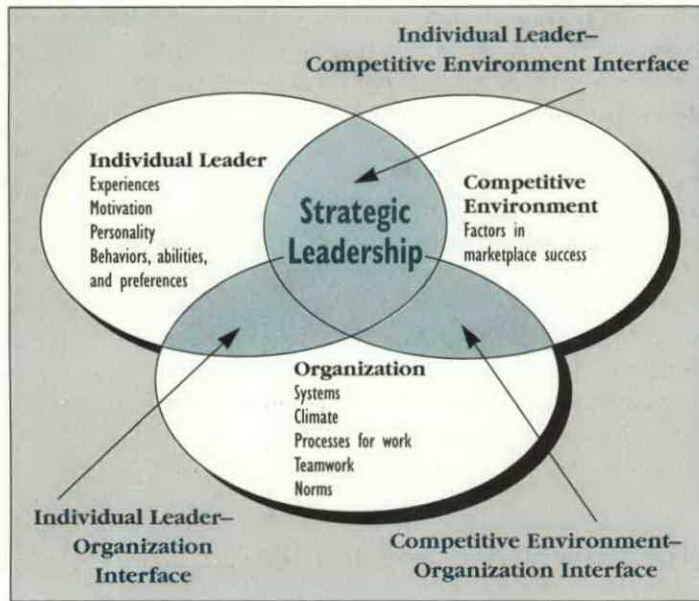 Individual Leader–
Competitive Environment Interface
Individual Leader
Experiences
Motivation
Personality
Behaviors, abilities,
and preferences
Strategic
Leadership
Competitive
Environment
Factors in
marketplace success
Organization
Systems
Climate
Processes for work
Teamwork
Norms
Individual Leader–
Organization
Interface
Competitive Environment–
Organization Interface